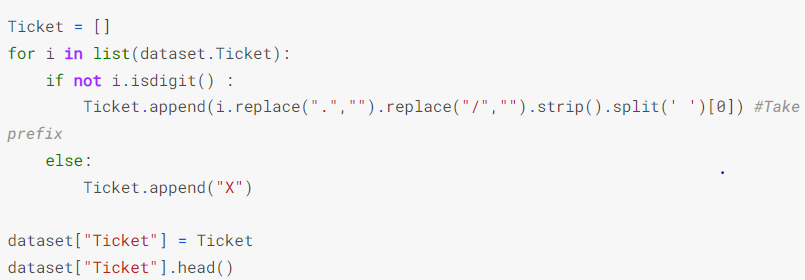 Ticket = []
for i in list(dataset.Ticket):
    if not i.isdigit() :
        Ticket.append(i.replace(".","").replace("/","").strip().split(' ')[0]) #Take
prefix
    else:
        Ticket.append("X")

dataset["Ticket"] = Ticket
dataset["Ticket"].head()